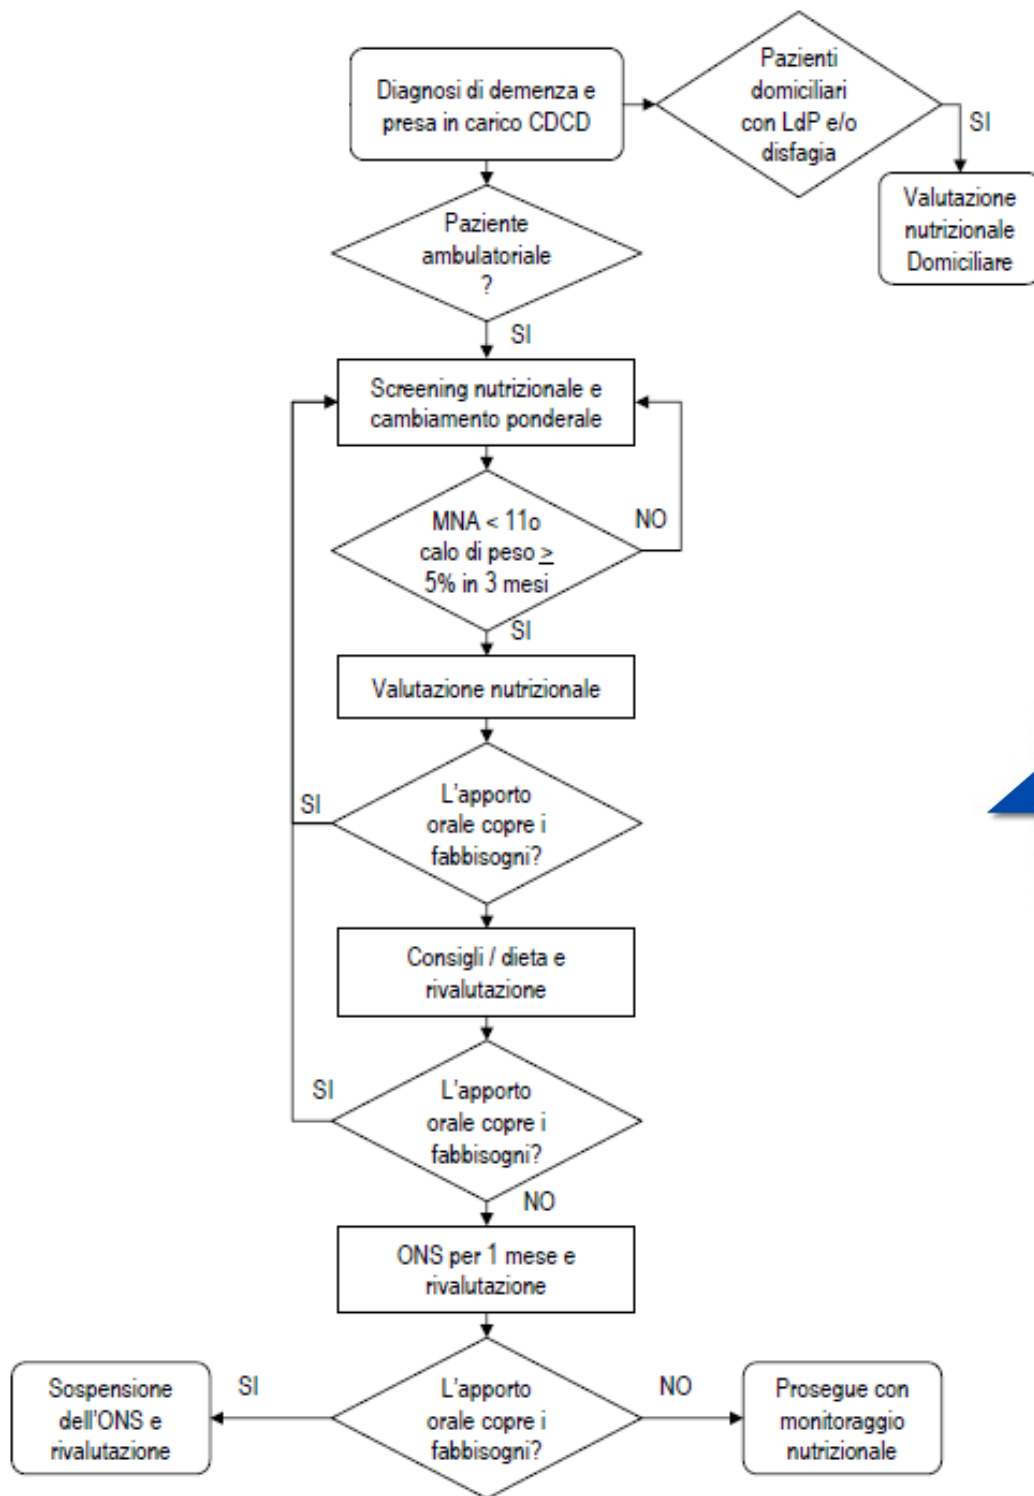 Diagnosi di demenza e
presa in carico CDCD
Pazienti
domiciliari
con LdP e/o
disfagia
SI
Valutazione
nutrizionale
Domiciliare
Paziente
ambulatoriale
?
SI
Screening nutrizionale e
cambiamento ponderale
MNA < 11o
calo di peso ≥
5% in 3 mesi
NO
SI
Valutazione nutrizionale
L'apporto
orale copre i
fabbisogni?
SI
Consigli / dieta e
rivalutazione
L'apporto
orale copre i
fabbisogni?
SI
NO
ONS per 1 mese e
rivalutazione
L'apporto
orale copre i
fabbisogni?
SI
Sospensione
dell'ONS e
rivalutazione
NO
Prosegue con
monitoraggio
nutrizionale